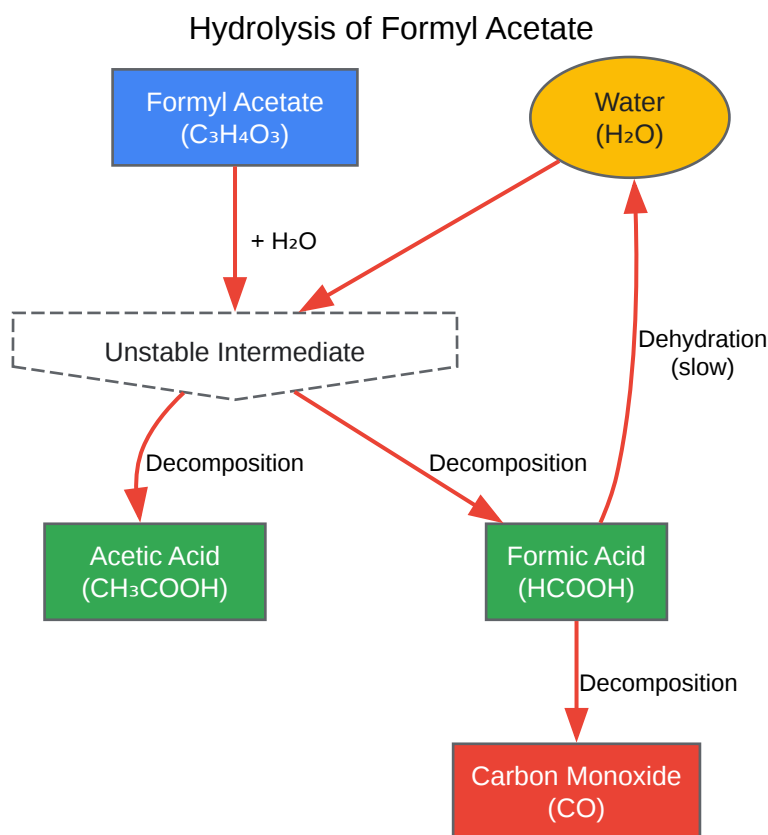 Hydrolysis of Formyl Acetate
Formyl Acetate
(C₃H₄O₃)
Water
(H₂O)
+ H₂O
Unstable Intermediate
Dehydration
(slow)
Decomposition
Decomposition
Acetic Acid
(CH₃COOH)
Formic Acid
(HCOOH)
Decomposition
Carbon Monoxide
(CO)